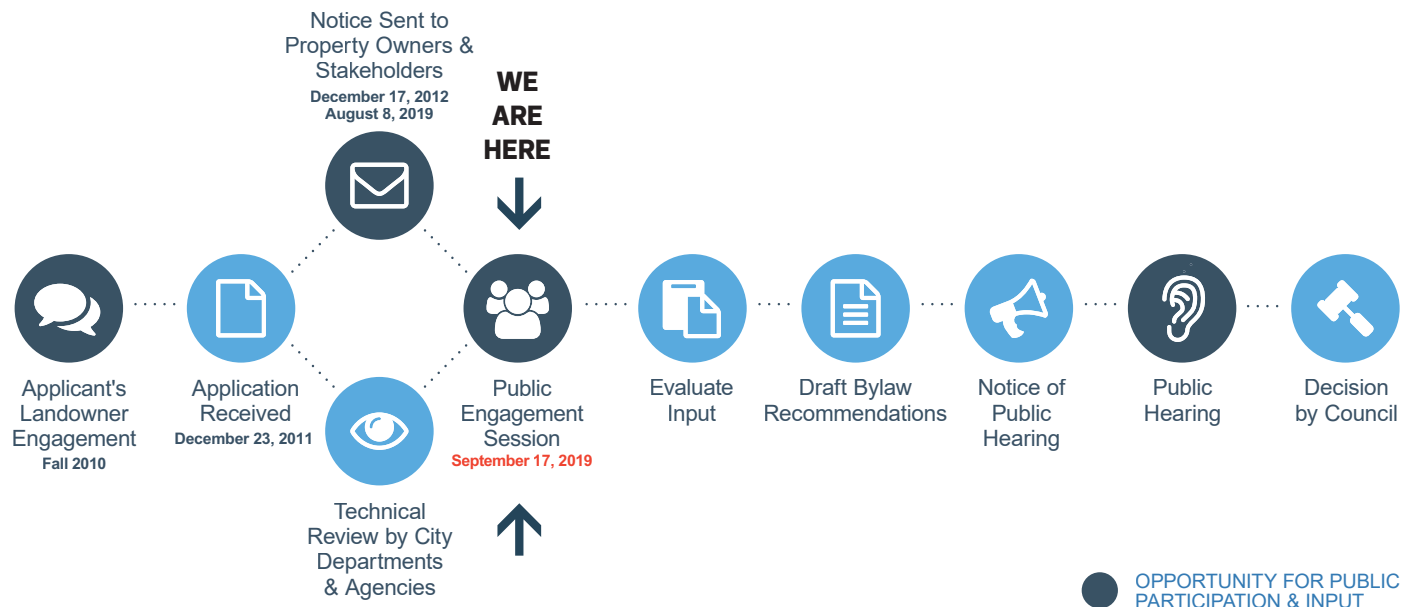 Notice Sent to
Property Owners &
Stakeholders
December 17, 2012
August 8, 2019
WE
ARE
HERE
Applicant's
Landowner
Engagement
Fall 2010
Application
Received
December 23, 2011
Technical
Review by City
Departments
& Agencies
Public
Engagement
Session
September 17, 2019
Evaluate
Input
Draft Bylaw
Recommendations
Notice of
Public
Hearing
Public
Hearing
Decision
by Council
OPPORTUNITY FOR PUBLIC
PARTICIPATION & INPUT